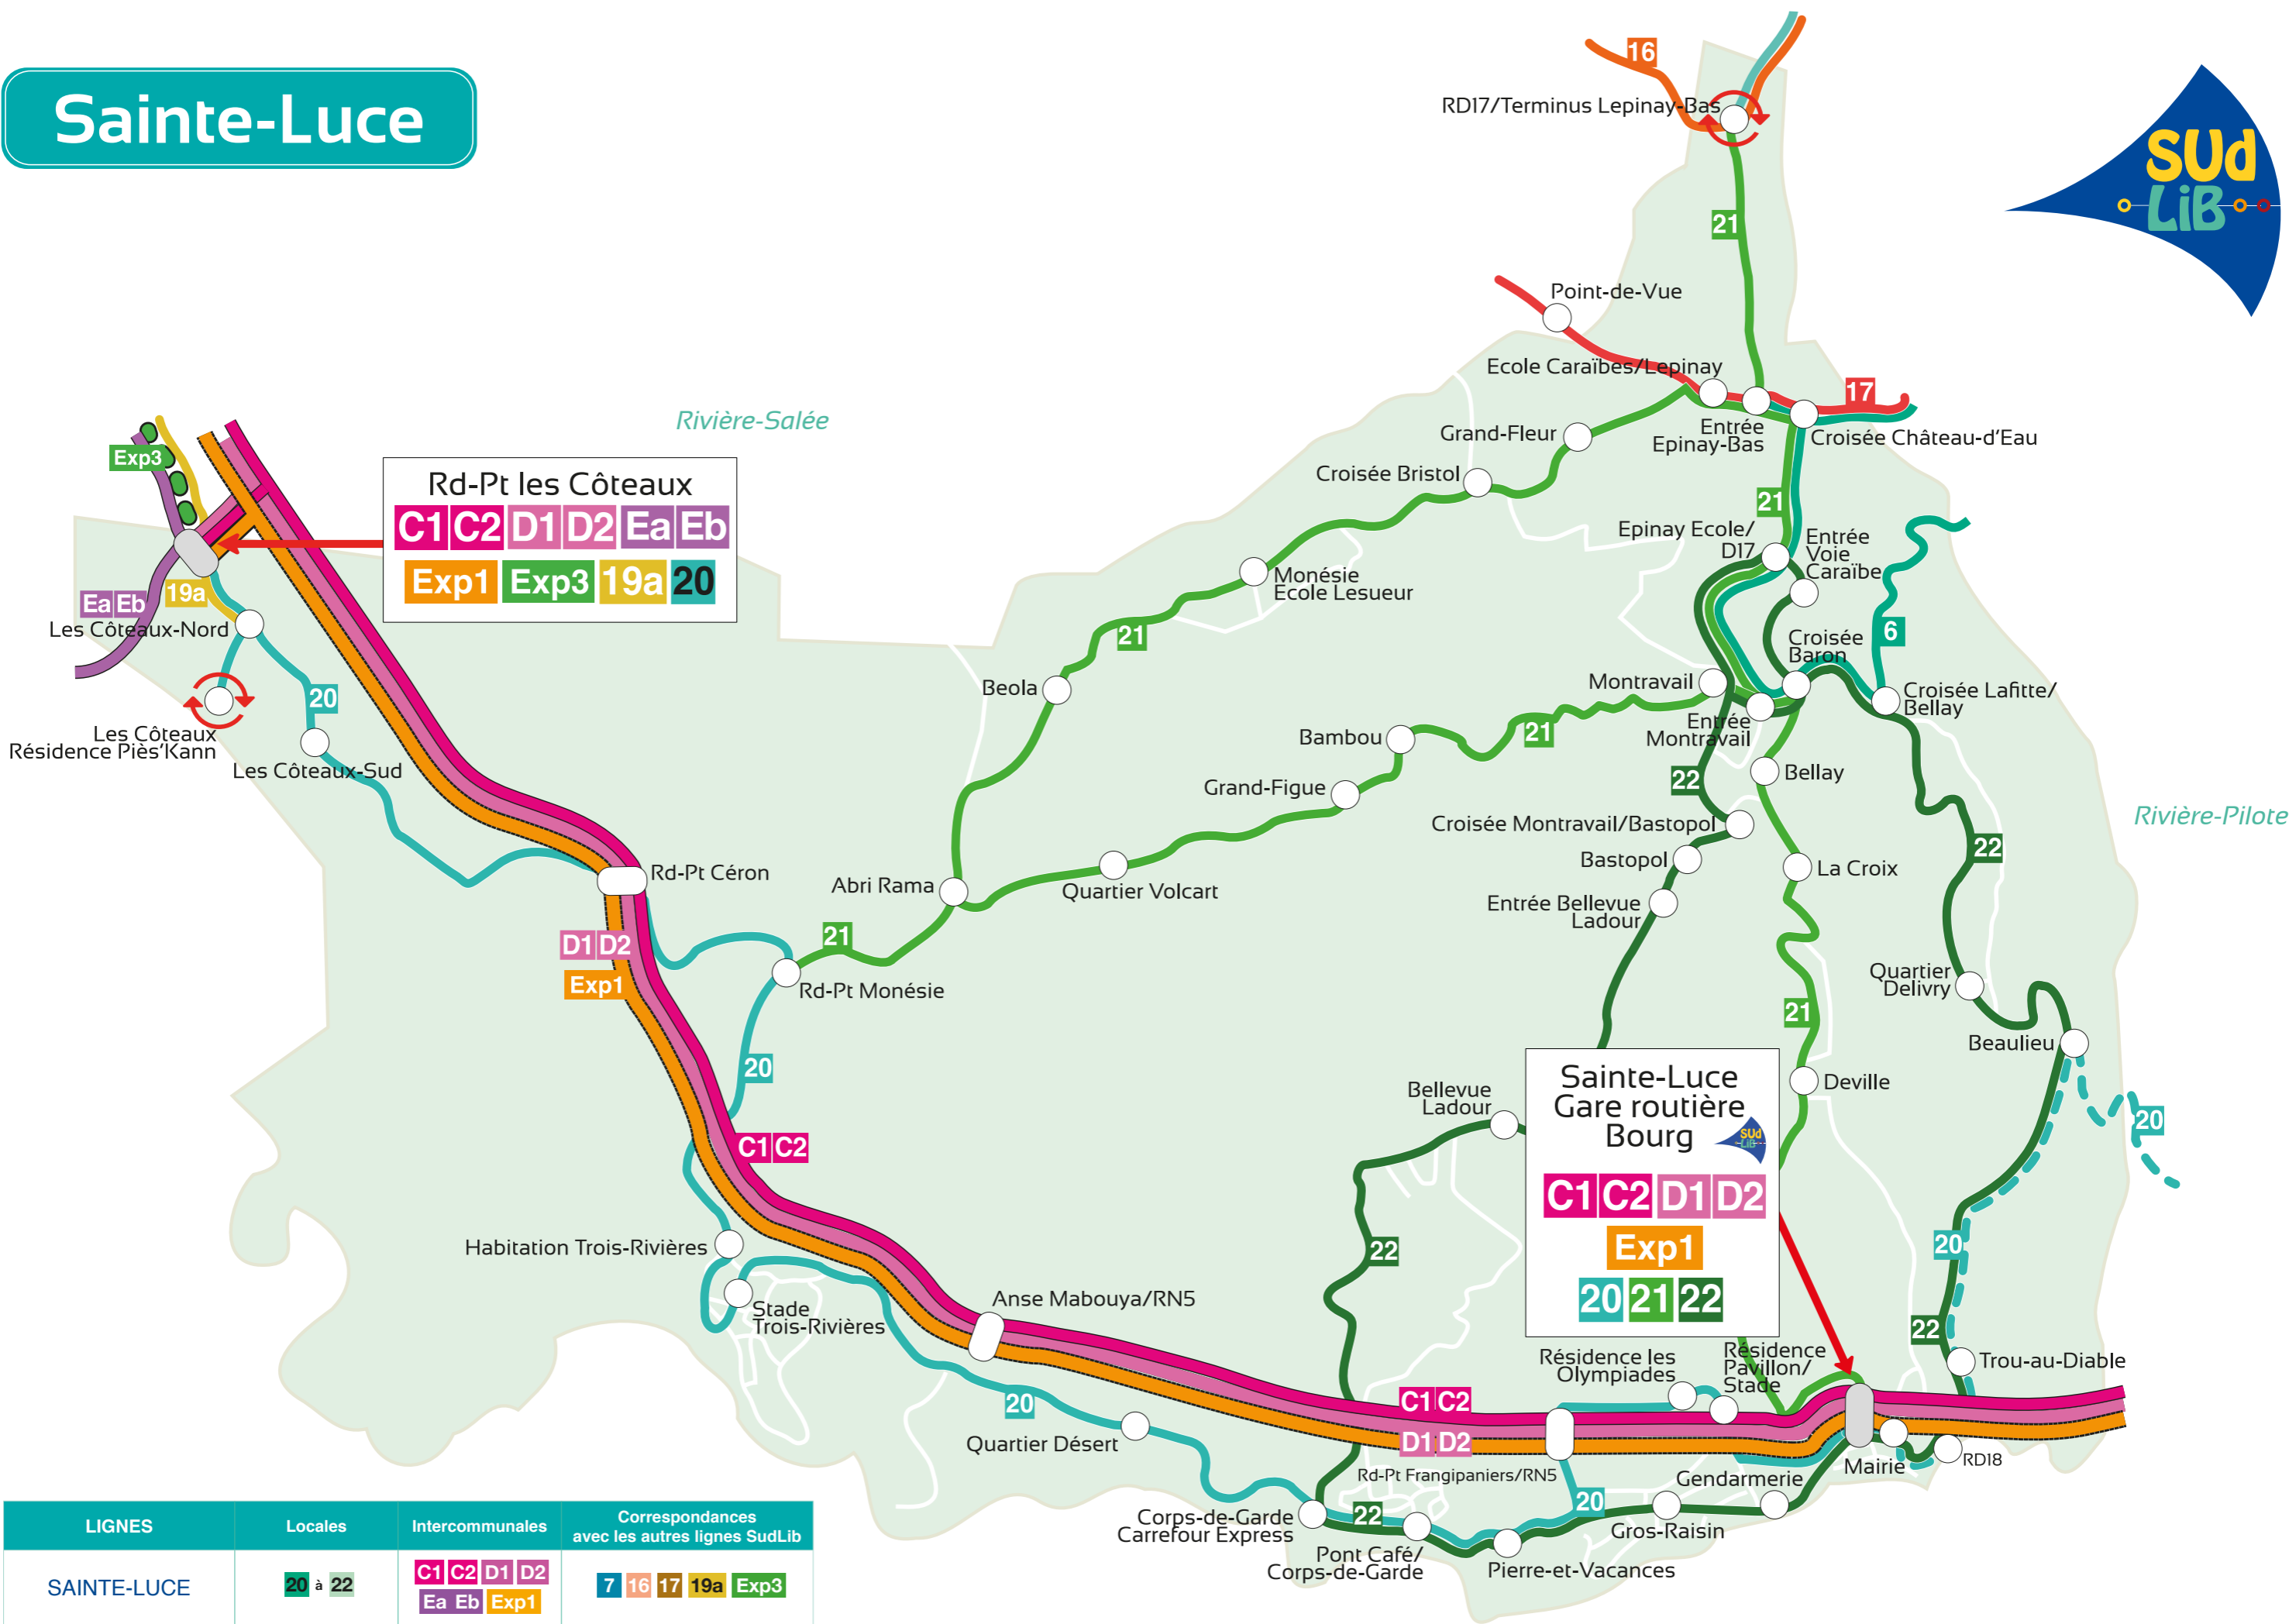 Sainte-Luce
16
RD17/Terminus Lepinay-Bas
SUd
LiB
21
Point-de-Vue
Ecole Caraïbes/Lepinay
17
Rivière-Salée
Grand-Fleur
Entrée
Epinay-Bas
Croisée Château-d'Eau
Exp3
Rd-Pt les Côteaux
C1 C2 D1 D2 Ea Eb
Exp1 Exp3 19a 20
Croisée Bristol
21
Epinay Ecole/
D17
Entrée
Voie
Caraïbe
Monésie
Ecole Lesueur
Ea Eb
19a
Les Côteaux-Nord
21
6
Croisée
Baron
Beola
Montravail
Croisée Lafitte/
Bellay
20
Les Côteaux
Résidence Piès'Kann
Les Côteaux-Sud
Bambou
21
Entrée
Montravail
Bellay
Grand-Figue
22
Croisée Montravail/Bastopol
Rivière-Pilote
22
Bastopol
La Croix
Rd-Pt Céron
Abri Rama
Quartier Volcart
Entrée Bellevue
Ladour
D1 D2
21
Exp1
Rd-Pt Monésie
Quartier
Delivry
21
Beaulieu
20
Deville
Bellevue
Ladour
Sainte-Luce
Gare routière
Bourg
SUd
LiB
C1 C2 D1 D2
Exp1
20 21 22
20
C1 C2
Habitation Trois-Rivières
22
20
Stade
Trois-Rivières
Anse Mabouya/RN5
22
Résidence les
Olympiades
Résidence
Pavillon/
Stade
Trou-au-Diable
20
C1 C2
D1 D2
Quartier Désert
Rd-Pt Frangipaniers/RN5
Gendarmerie
Mairie
RD18
Corps-de-Garde
Carrefour Express
22
20
Gros-Raisin
Pont Café/
Corps-de-Garde
Pierre-et-Vacances
LIGNES
Locales
Intercommunales
Correspondances
avec les autres lignes SudLib
SAINTE-LUCE
20 à 22
C1 C2 D1 D2
Ea Eb Exp1
7 16 17 19a Exp3